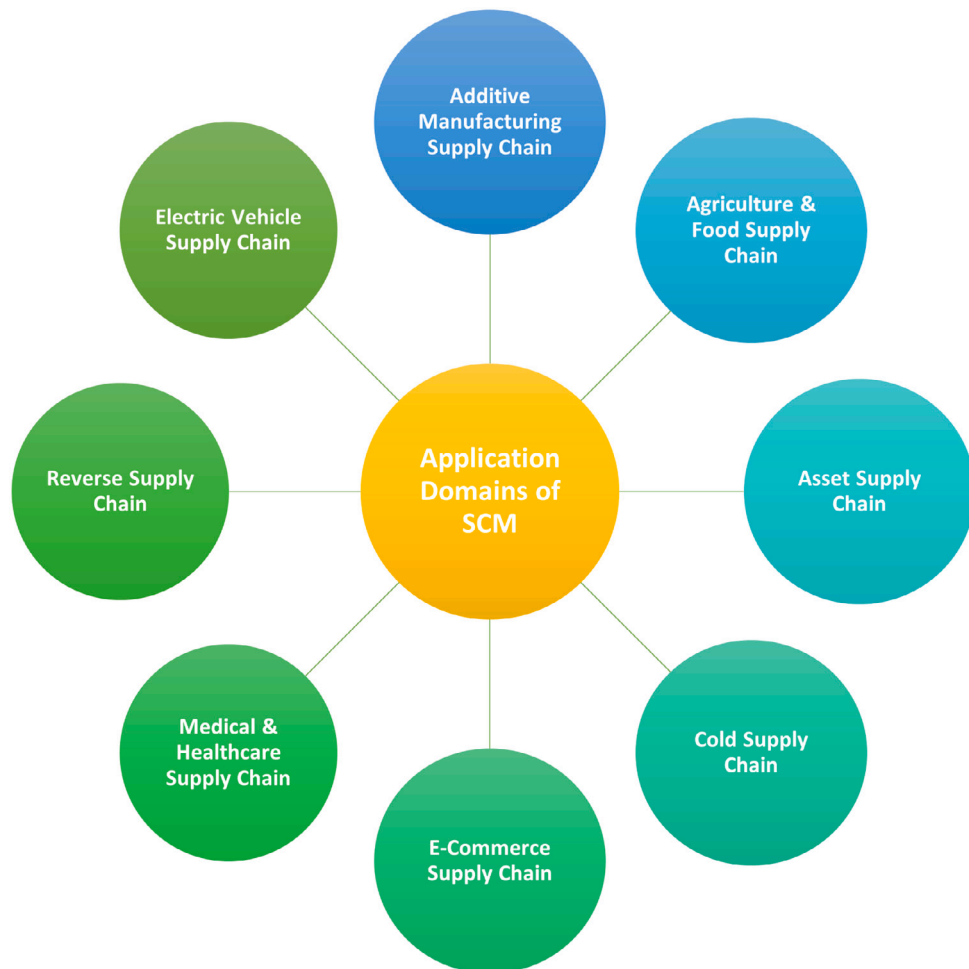 Additive
Manufacturing
Supply Chain
Agriculture &
Food Supply
Chain
Asset Supply
Chain
Cold Supply
Chain
E-Commerce
Supply Chain
Medical &
Healthcare
Supply Chain
Reverse Supply
Chain
Electric Vehicle
Supply Chain
Application
Domains of
SCM